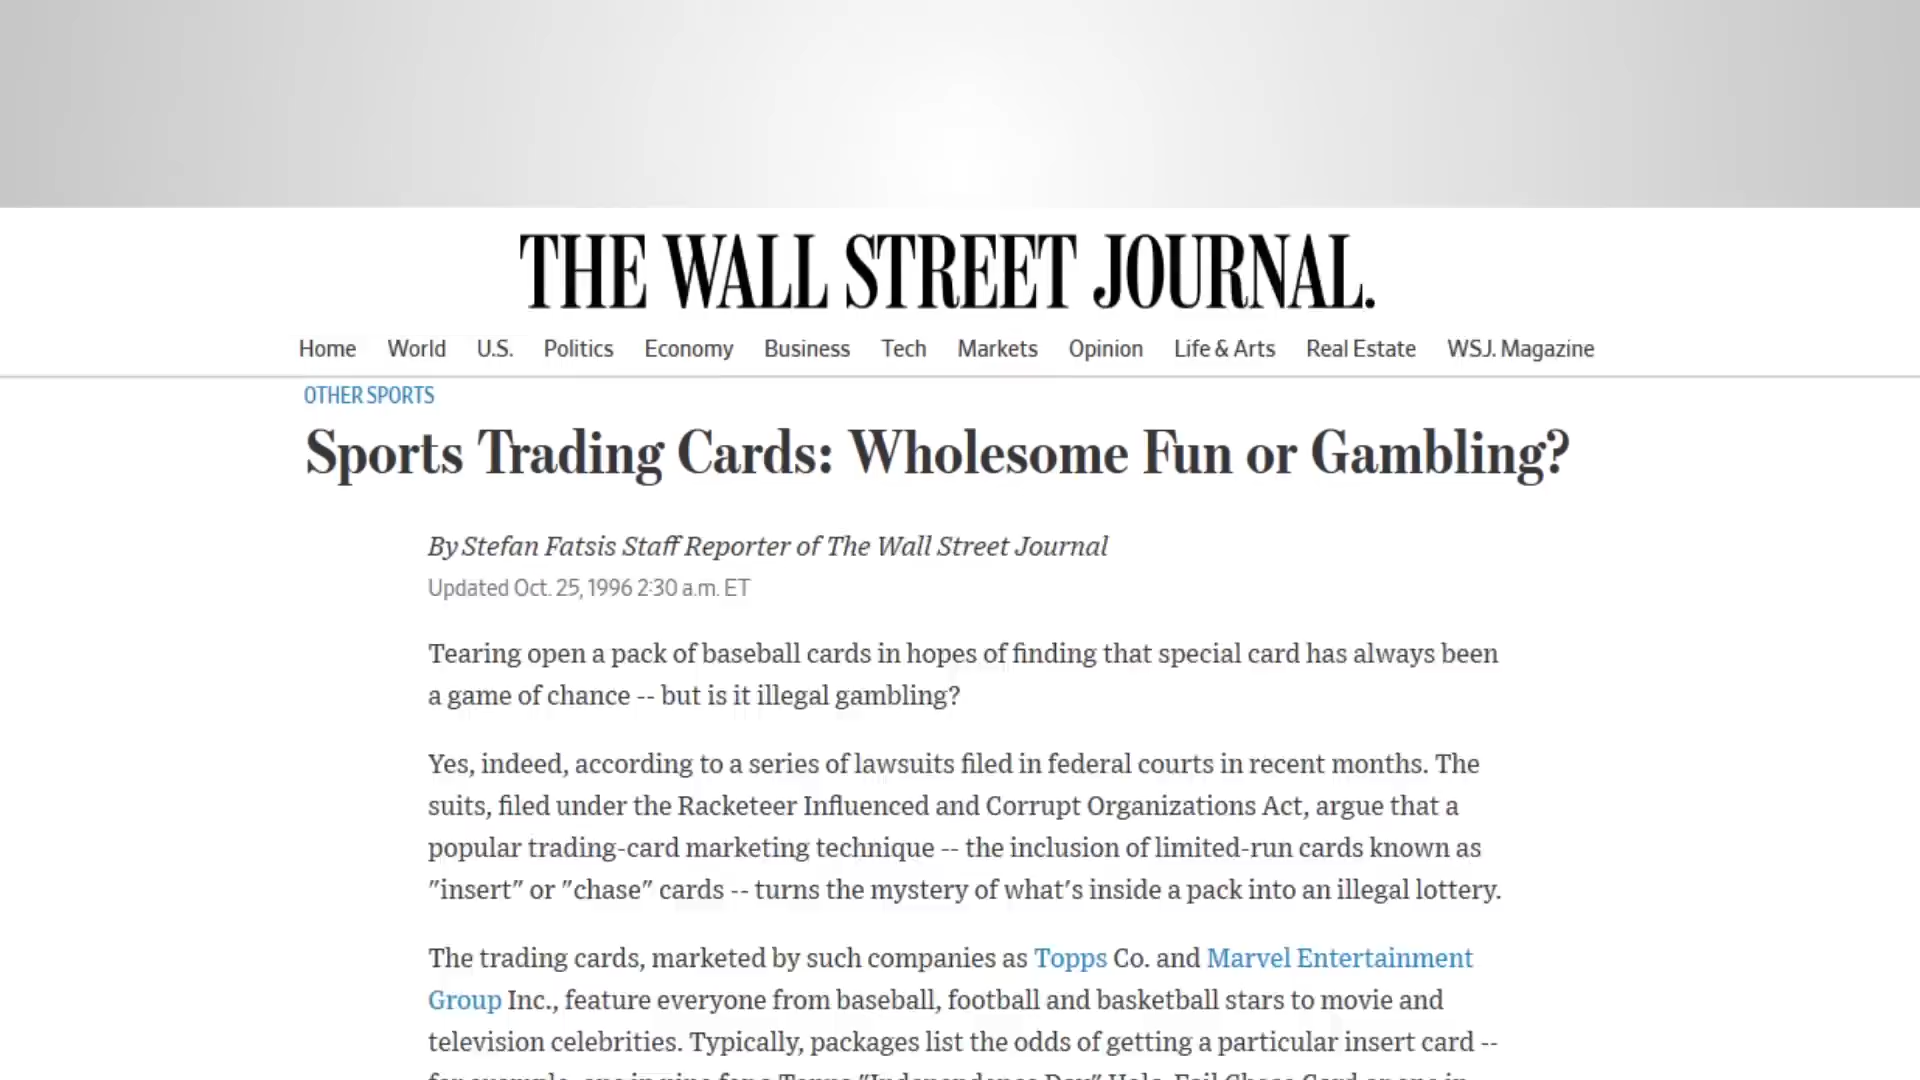 THE WALL STREET JOURNAL.
Home World U.S. Politics Economy Business Tech Markets Opinion Life & Arts Real Estate WSJ. Magazine
OTHER SPORTS
Sports Trading Cards: Wholesome Fun or Gambling?
By Stefan Fatsis Staff Reporter of The Wall Street Journal
Updated Oct. 25, 1996 2:30 a.m. ET
Tearing open a pack of baseball cards in hopes of finding that special card has always been
a game of chance -- but is it illegal gambling?
Yes, indeed, according to a series of lawsuits filed in federal courts in recent months. The
suits, filed under the Racketeer Influenced and Corrupt Organizations Act, argue that a
popular trading-card marketing technique -- the inclusion of limited-run cards known as
"insert" or "chase" cards -- turns the mystery of what's inside a pack into an illegal lottery.
The trading cards, marketed by such companies as Topps Co. and Marvel Entertainment
Group Inc., feature everyone from baseball, football and basketball stars to movie and
television celebrities. Typically, packages list the odds of getting a particular insert card --